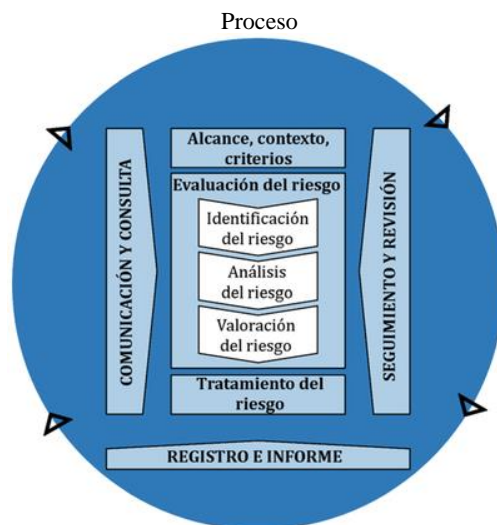 Proceso
Alcance, contexto,
criterios
Evaluación del riesgo
Identificación
del riesgo
Análisis
del riesgo
Valoración
del riesgo
Tratamiento del
riesgo
COMUNICACIÓN Y CONSULTA
SEGUIMIENTO Y REVISIÓN
REGISTRO E INFORME